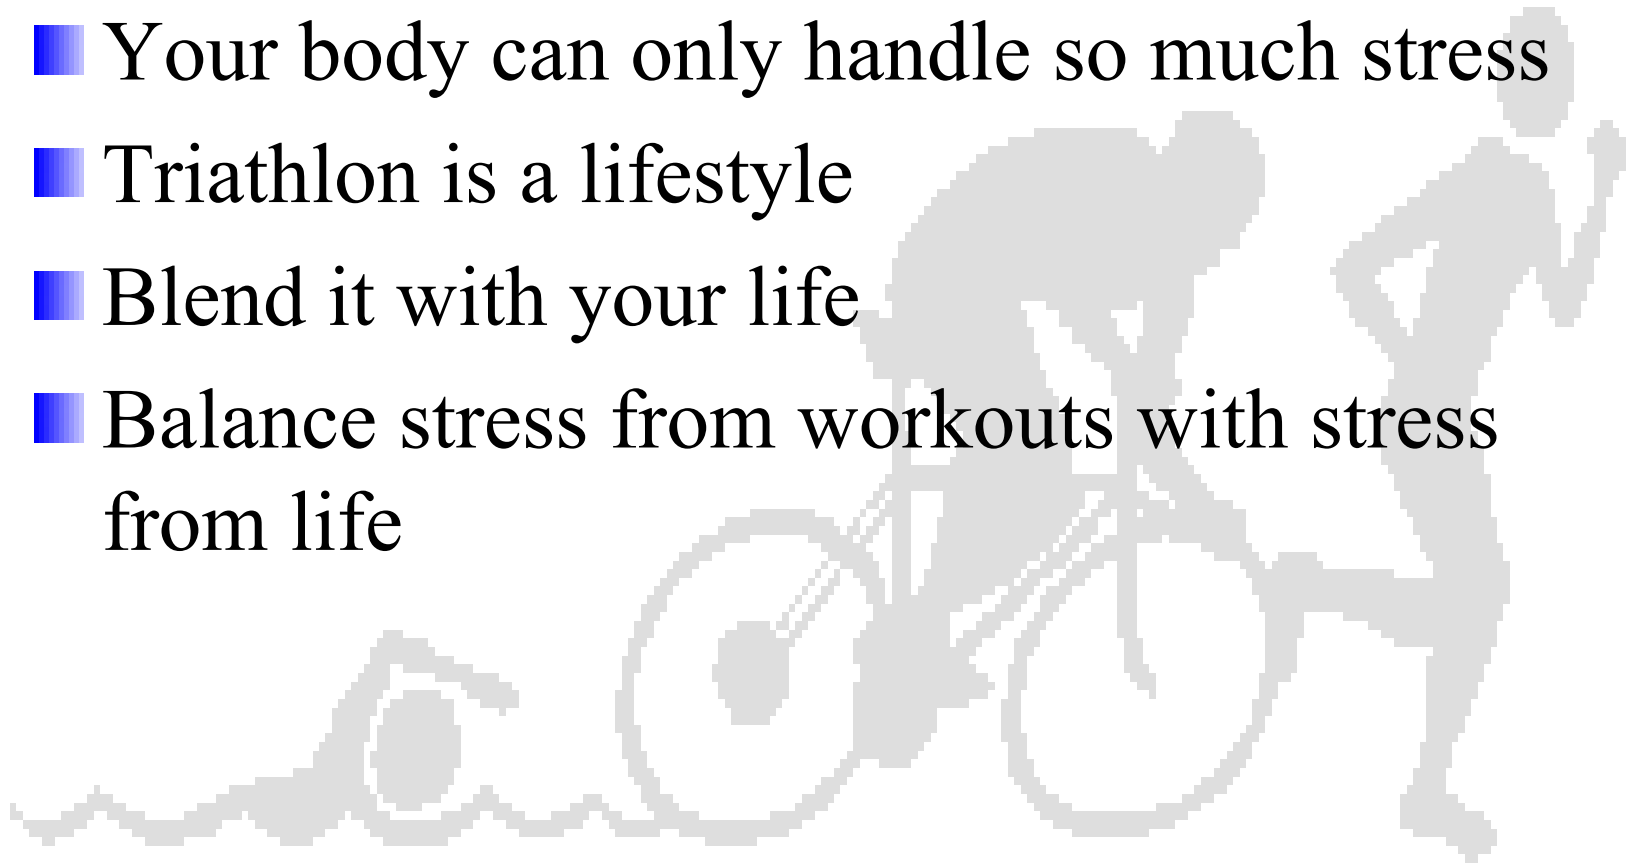 Your body can only handle so much stress
Triathlon is a lifestyle
Blend it with your life
Balance stress from workouts with stress
from life